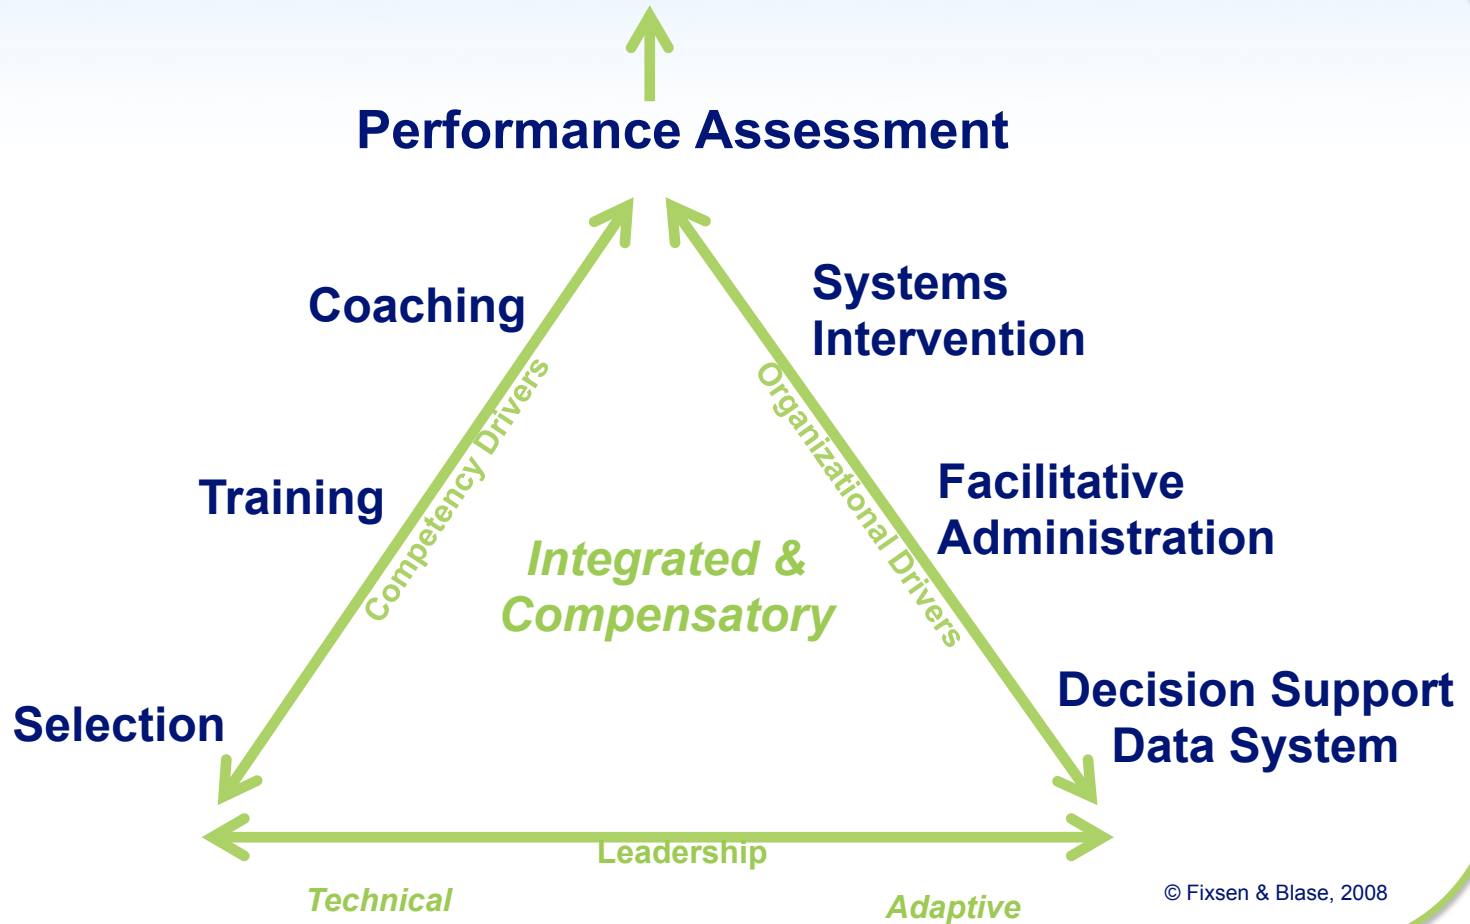 Performance Assessment
Coaching
Systems
Intervention
Competency Drivers
Organizational Drivers
Training
Facilitative
Administration
Integrated &
Compensatory
Selection
Decision Support
Data System
Leadership
Technical
Adaptive
© Fixsen & Blase, 2008